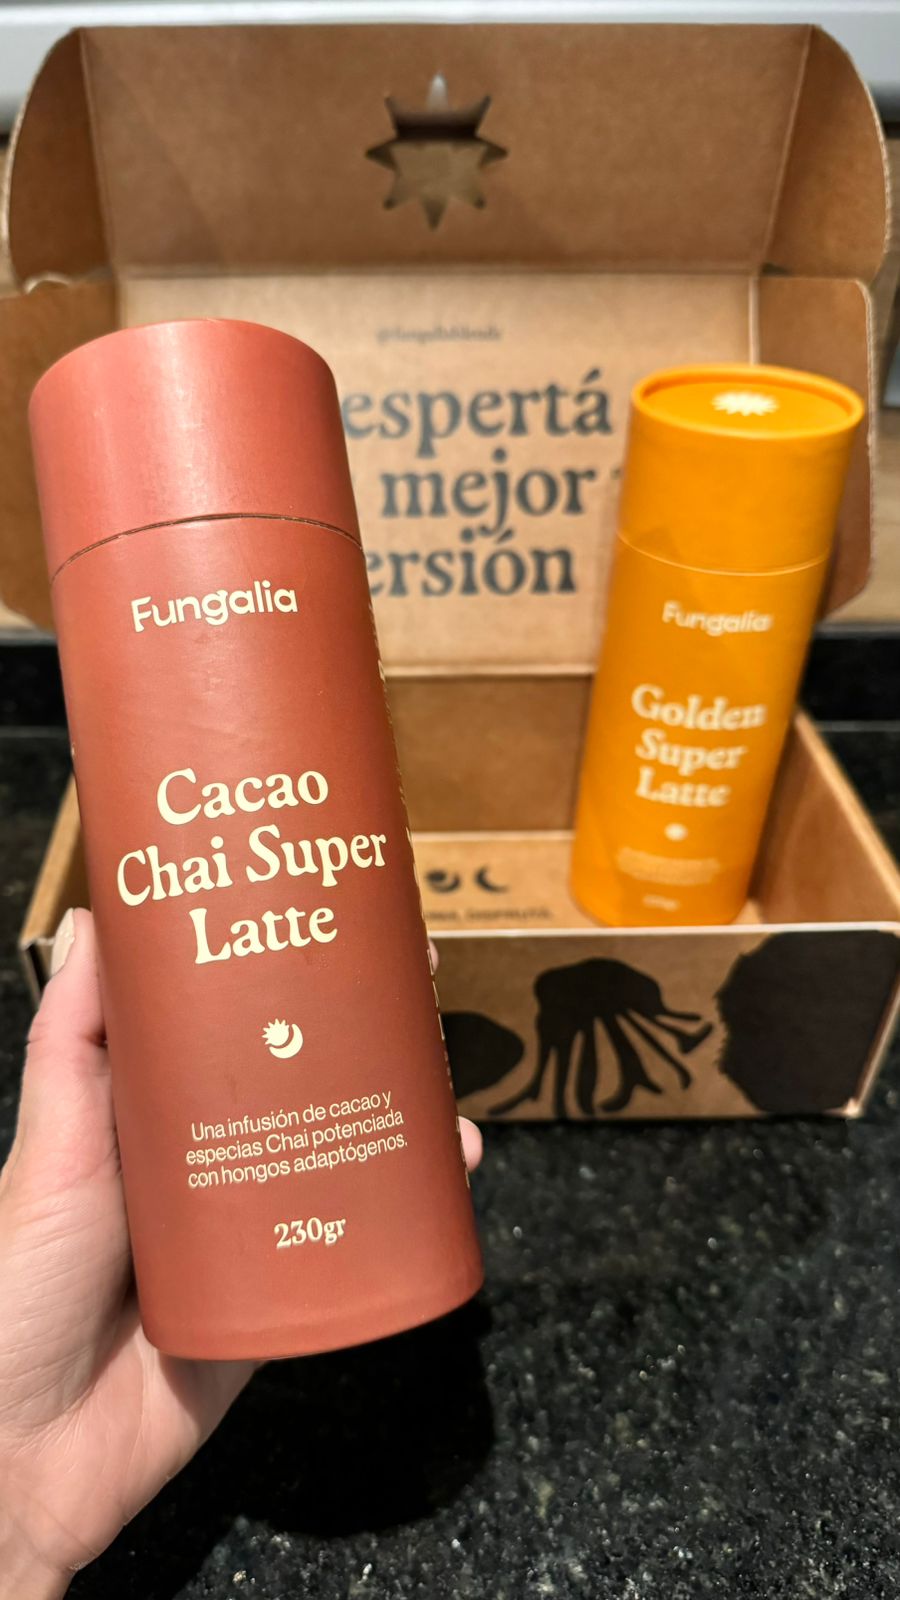 Fungalia
Cacao
Chai Super
Latte
Una infusión de cacao y
especias Chai potenciada
con hongos adaptógenos.
230gr
espertá
mejor
ersión
Fungalia
Golden
Super
Latte